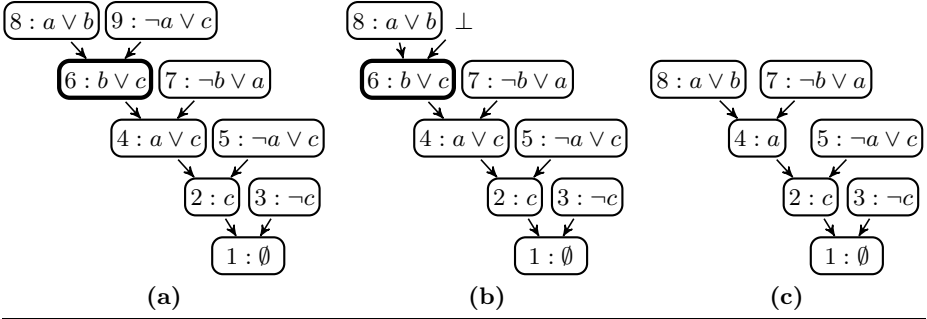 8 : a ∨ b 9 : ¬a ∨ c 8 : a ∨ b ⊥
6 : b ∨ c 7 : ¬b ∨ a 6 : b ∨ c 7 : ¬b ∨ a 8 : a ∨ b 7 : ¬b ∨ a
4 : a ∨ c 5 : ¬a ∨ c 4 : a ∨ c 5 : ¬a ∨ c 4 : a 5 : ¬a ∨ c
2 : c 3 : ¬c 2 : c 3 : ¬c 2 : c 3 : ¬c
1 : ∅ 1 : ∅ 1 : ∅
(a) (b) (c)